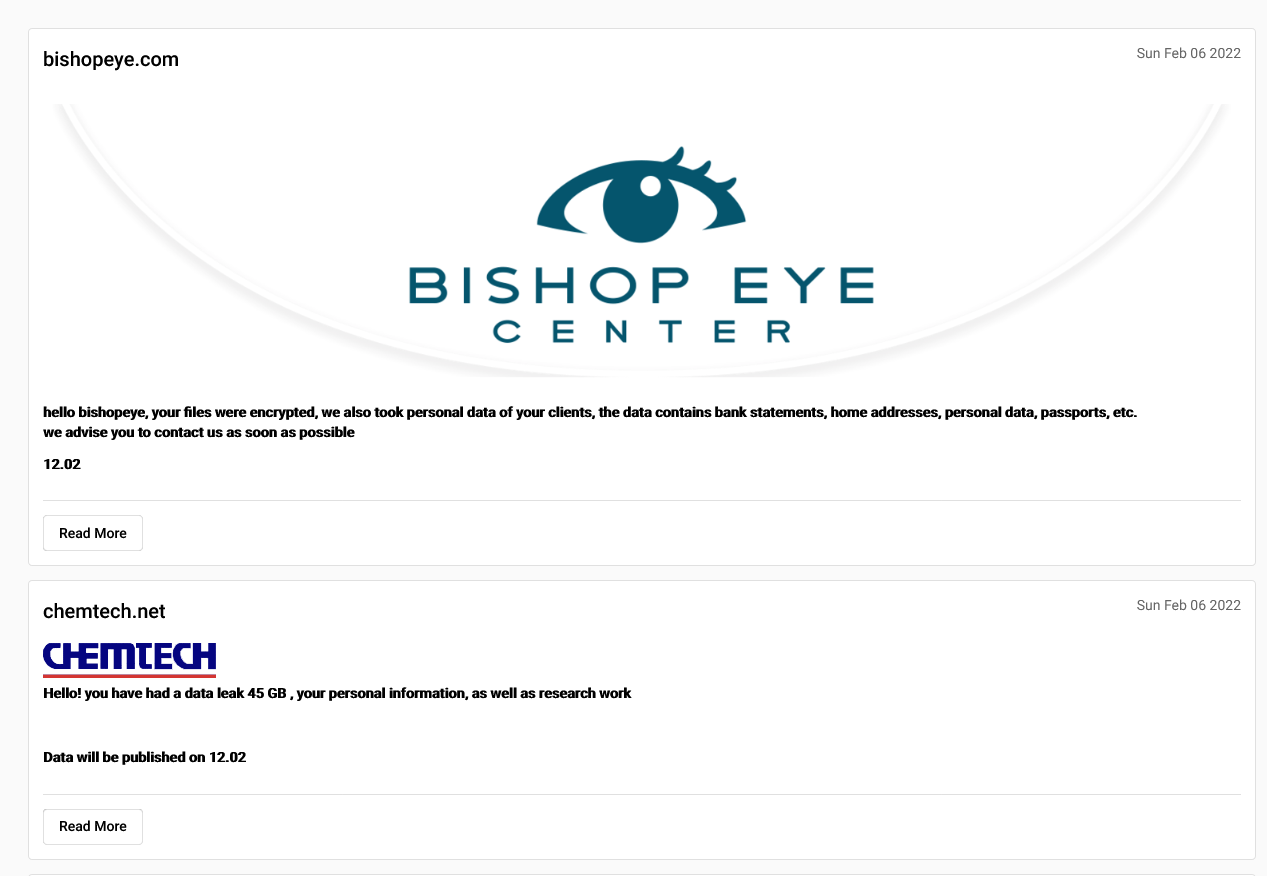 bishopeye.com
Sun Feb 06 2022
BISHOP EYE
CENTER
hello bishopeye, your files were encrypted, we also took personal data of your clients, the data contains bank statements, home addresses, personal data, passports, etc.
we advise you to contact us as soon as possible
12.02
Read More
chemtech.net
Sun Feb 06 2022
CHEMTECH
Hello! you have had a data leak 45 GB , your personal information, as well as research work
Data will be published on 12.02
Read More